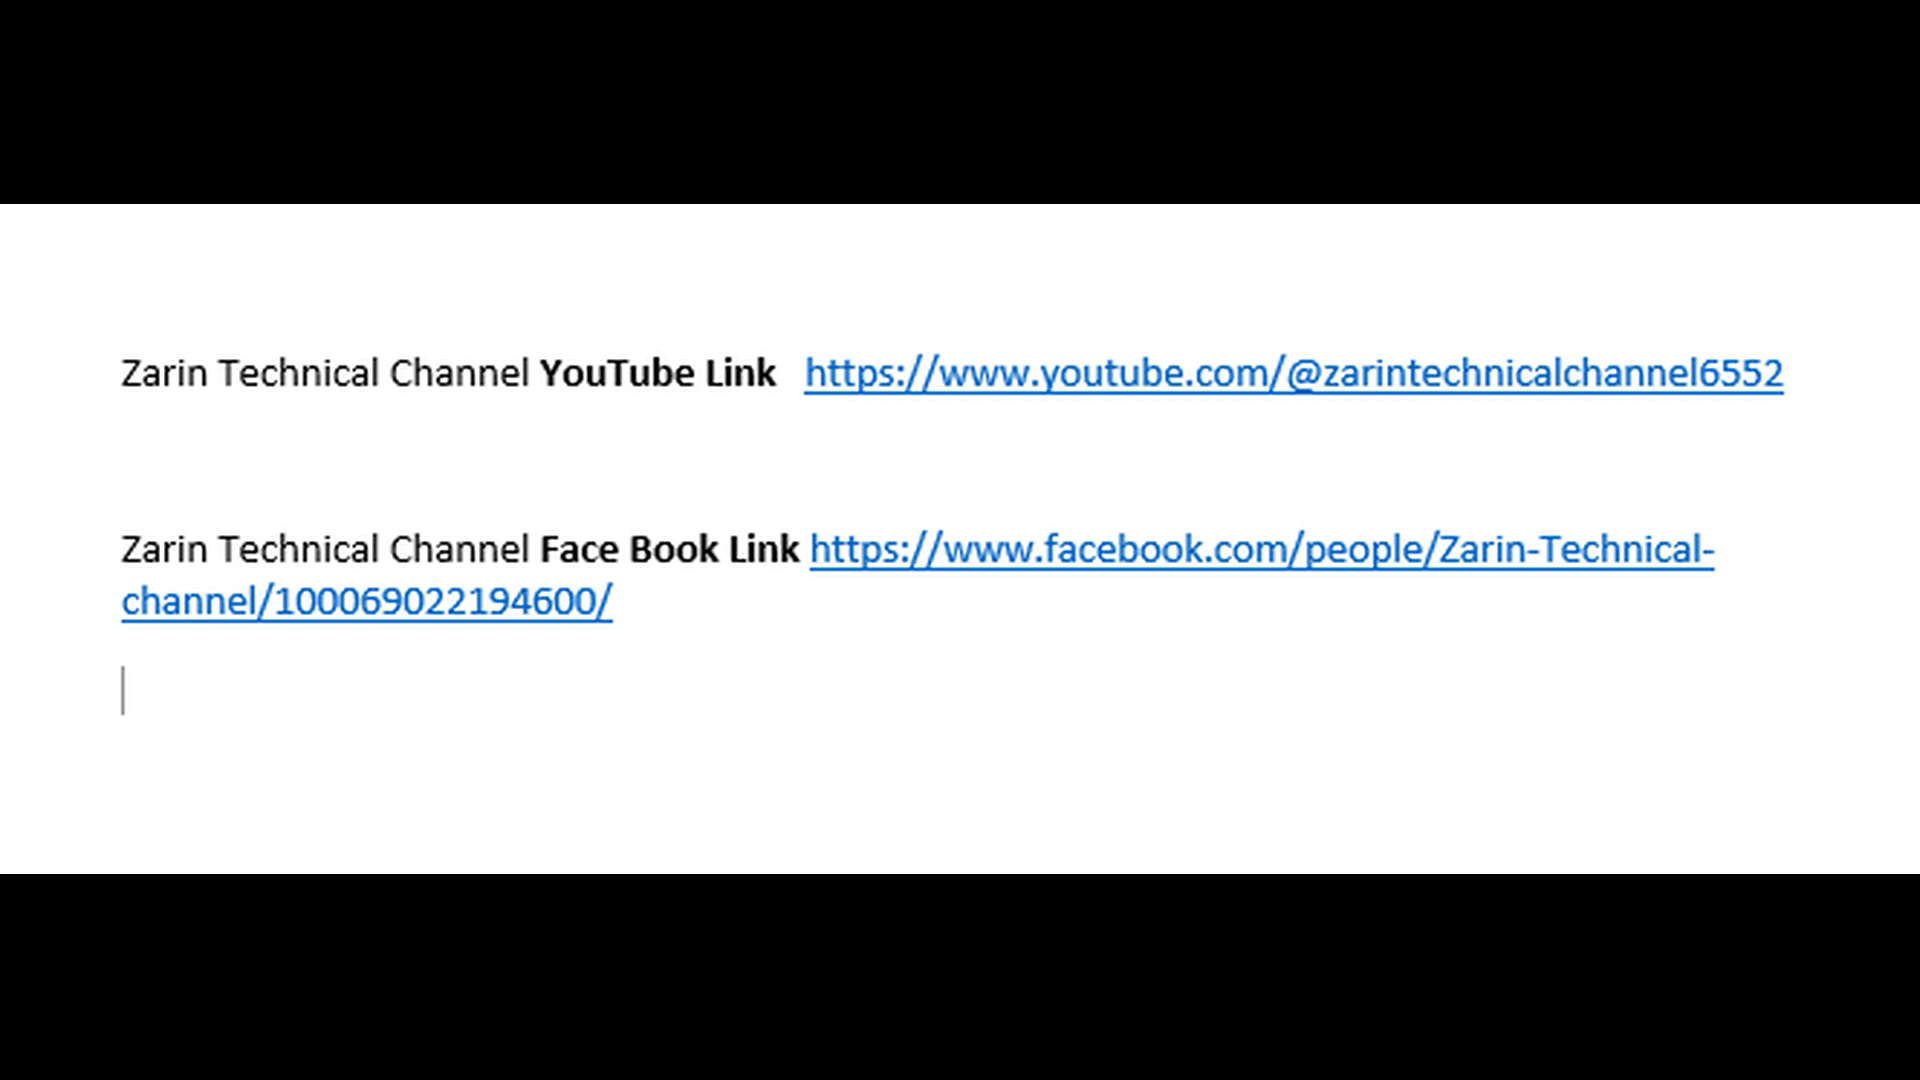 Zarin Technical Channel YouTube Link https://www.youtube.com/@zarintechnicalchannel6552
Zarin Technical Channel Face Book Link https://www.facebook.com/people/Zarin-Technical-
channel/100069022194600/